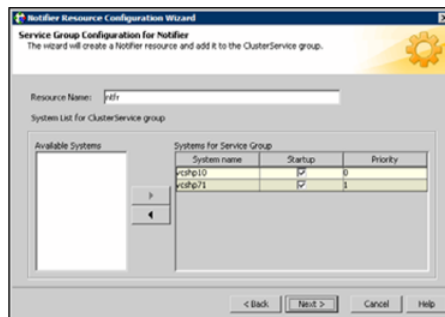 Notifier Resource Configuration Wizard
Service Group Configuration for Notifier
The wizard will create a Notifier resource and add it to the ClusterService group.
Resource Name: ntfr
System List for ClusterService group
Available Systems
Systems for Service Group
System name Startup Priority
vcshp10 0
vcshp71 1
< Back Next > Cancel Help